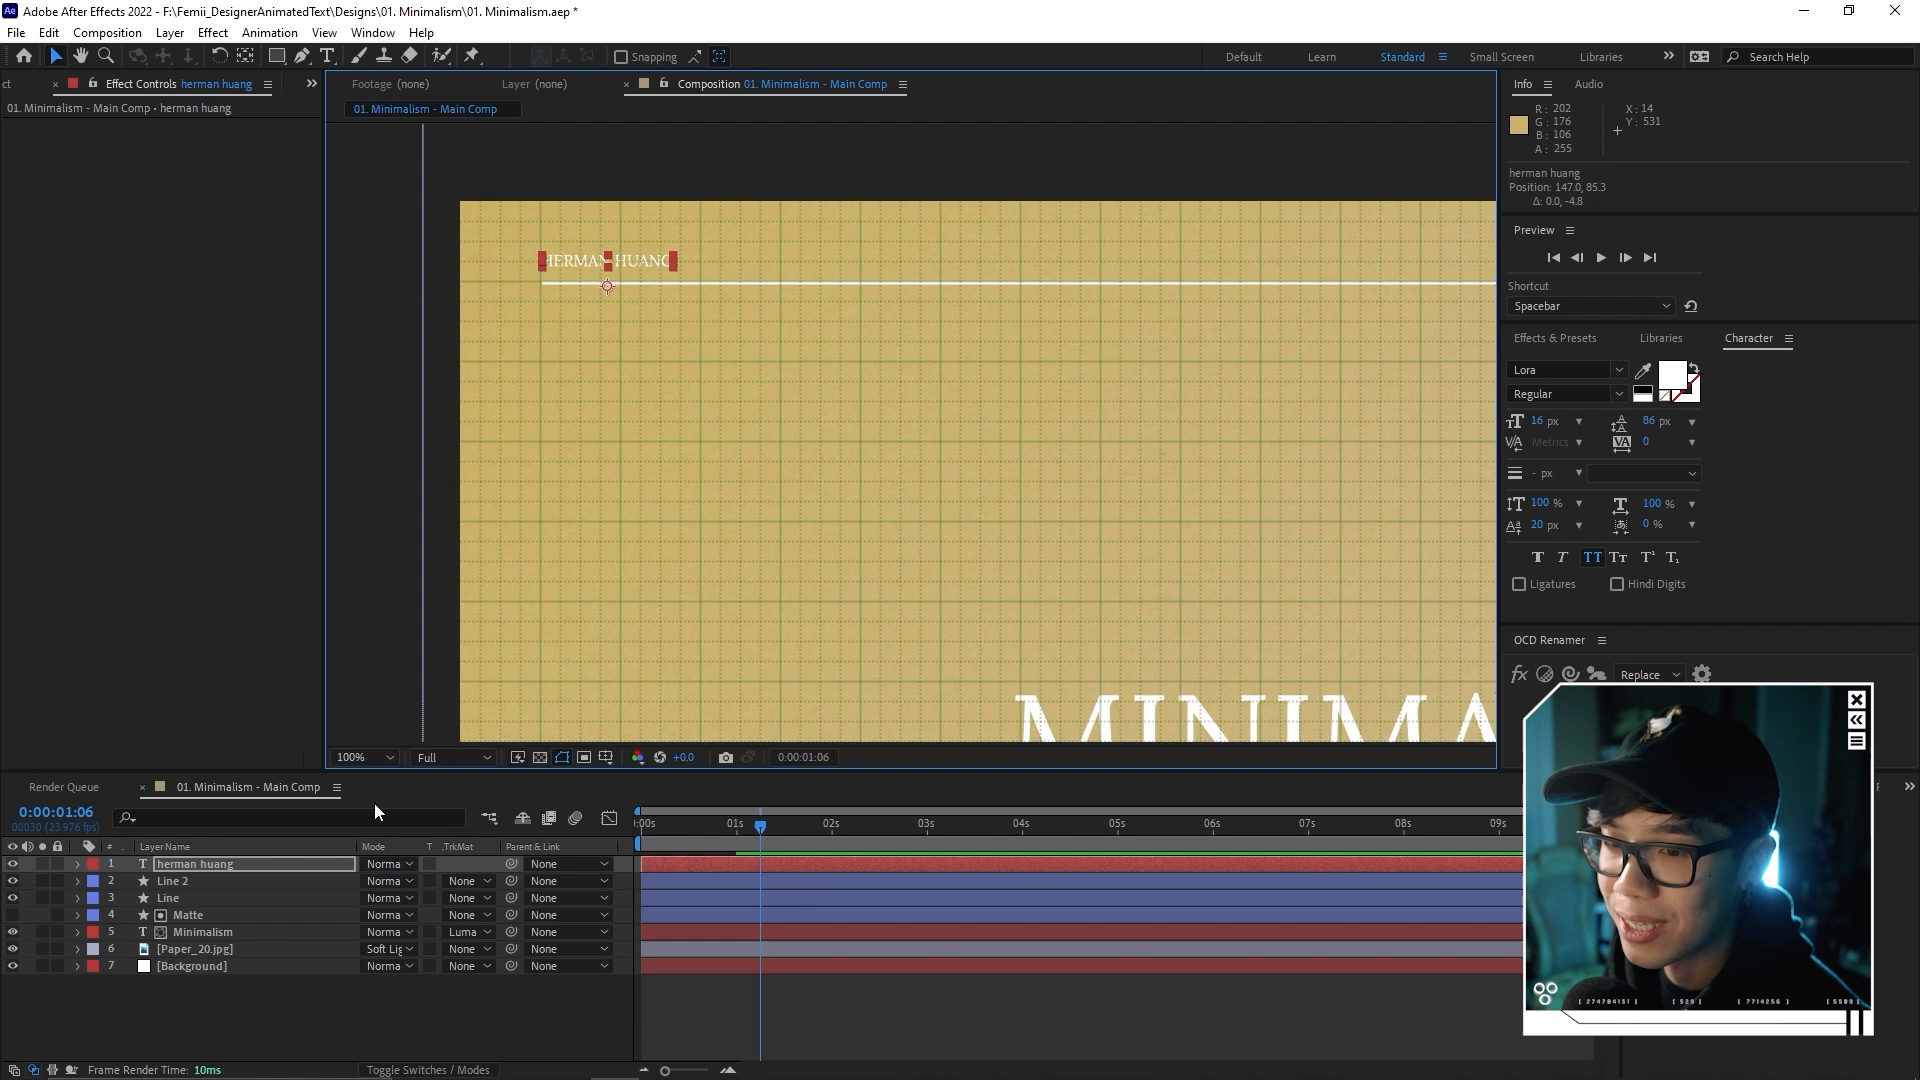 Ae Adobe After Effects 2022 - F:\Femii_DesignerAnimatedText\Designs\01. Minimalism\01. Minimalism.aep *
File Edit Composition Layer Effect Animation View Window Help
Snapping
Default Learn Standard Small Screen Libraries Search Help
ct Effect Controls herman huang
01. Minimalism - Main Comp • herman huang
Footage (none) Layer (none) Composition 01. Minimalism - Main Comp
01. Minimalism - Main Comp
HERMAN HUANG
MINIMA
100% Full +0.0 0:00:01:06
Info Audio
R: 202
G: 176
B: 106
A: 255
X: 14
Y: 531
herman huang
Position: 147.0, 85.3
Δ: 0.0, -4.8
Preview
Shortcut
Spacebar
Effects & Presets Libraries Character
Lora
Regular
16 px 86 px
Metrics 0
- px
100 % 100 %
20 px 0 %
T T TT Tт T¹ T₁
Ligatures Hindi Digits
OCD Renamer
fx Replace
Render Queue 01. Minimalism - Main Comp
0:00:01:06
00030 (23.976 fps)
:00s 01s 02s 03s 04s 05s 06s 07s 08s 09s
# Layer Name Mode T .TrkMat Parent & Link
1 T herman huang Norma None
2 Line 2 Norma None None
3 Line Norma None None
4 Matte Norma None None
5 T Minimalism Norma Luma None
6 [Paper_20.jpg] Soft Lig None None
7 [Background] Norma None None
Frame Render Time: 10ms Toggle Switches / Modes